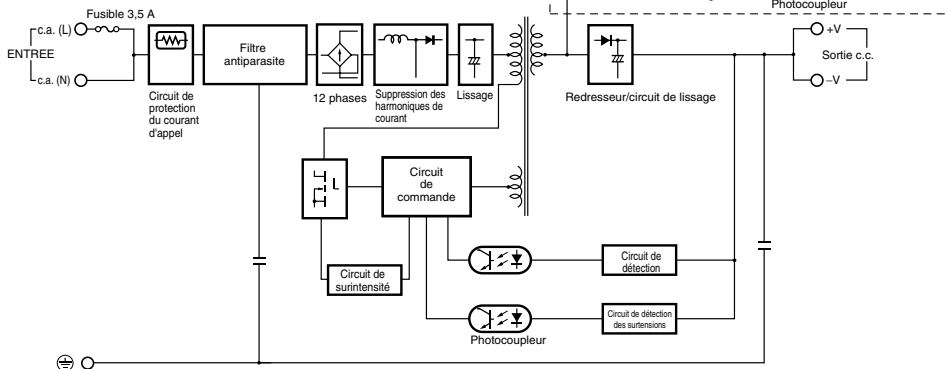 Photocoupleur
Fusible 3,5 A
c.a. (L)
ENTREE
c.a. (N)
Filtre
antiparasite
+V
Sortie c.c.
–V
Circuit de
protection
du courant
d'appel
12 phases
Suppression des
harmoniques de
courant
Lissage
Redresseur/circuit de lissage
Circuit
de
commande
Circuit de
surintensité
Circuit de
détection
Circuit de détection
des surtensions
Photocoupleur